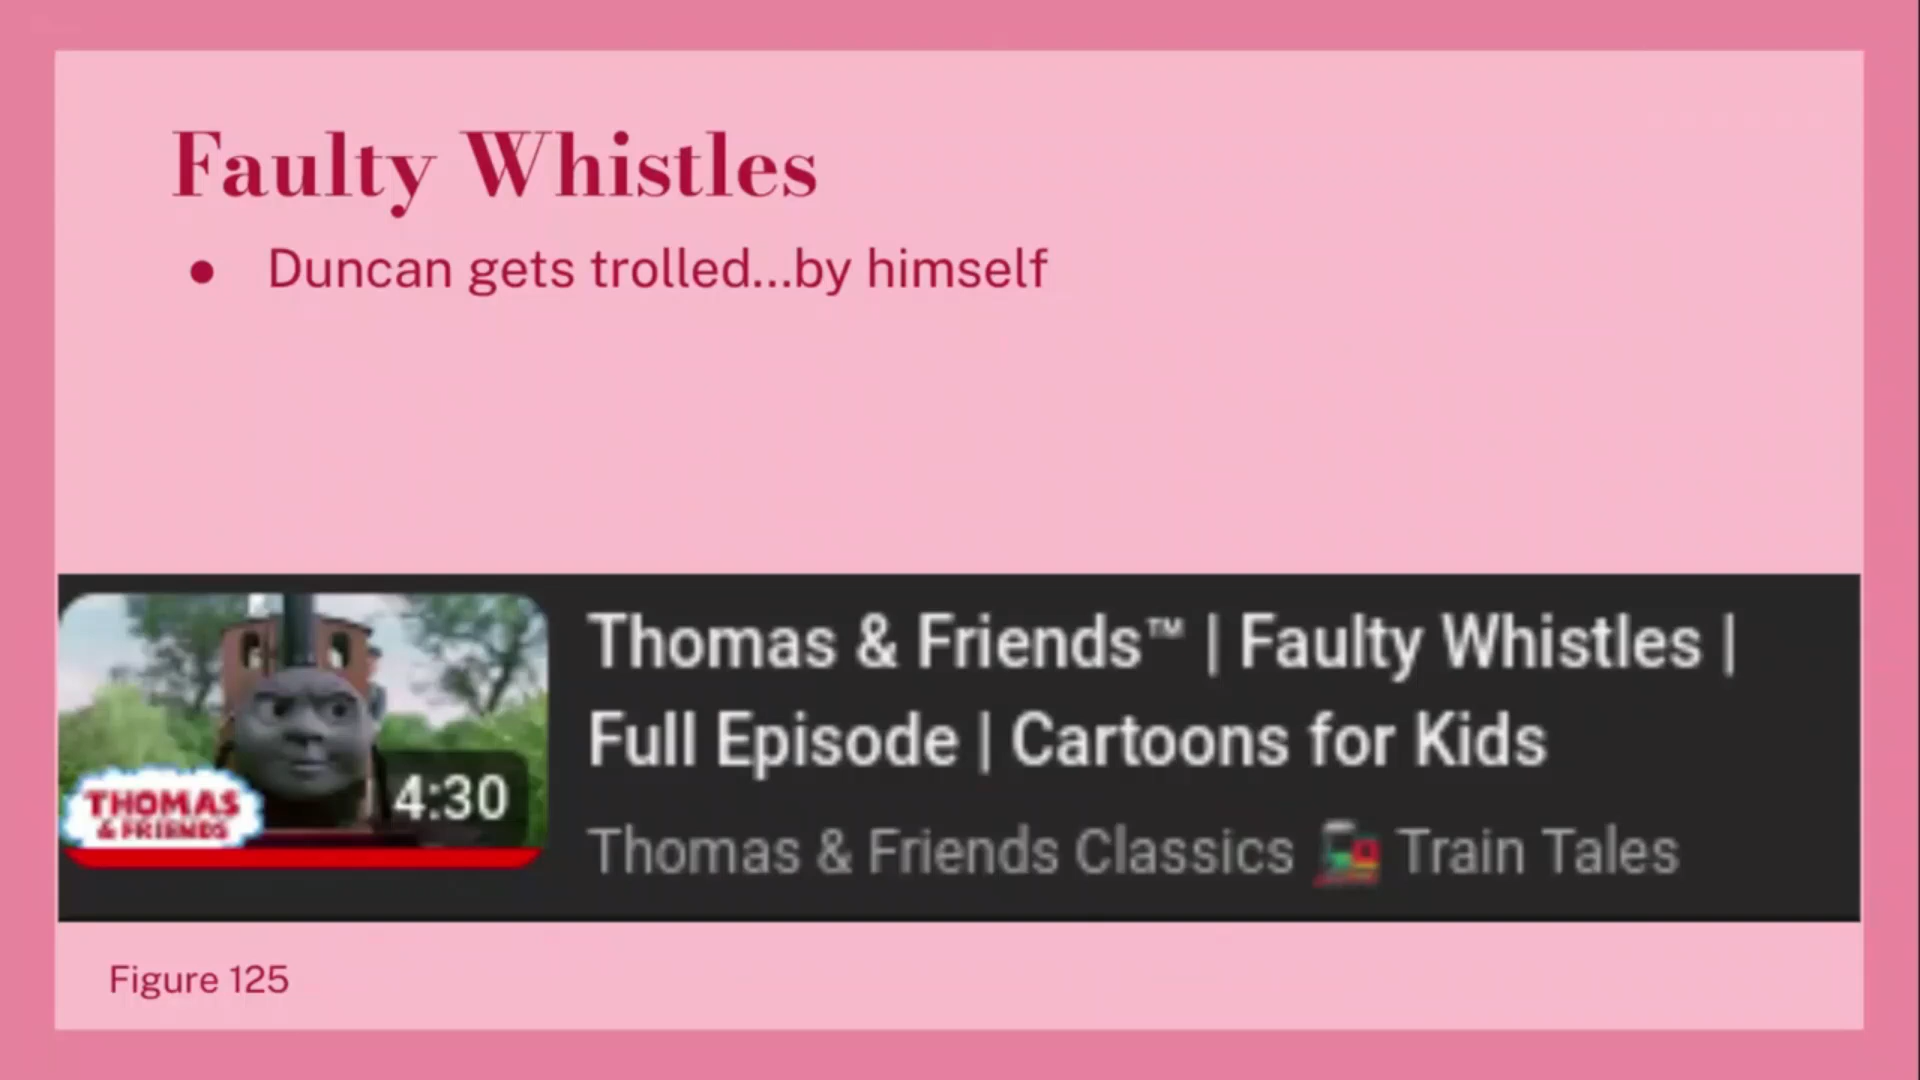 Faulty Whistles
● Duncan gets trolled...by himself
Thomas & Friends™ | Faulty Whistles |
Full Episode | Cartoons for Kids
THOMAS
& FRIENDS
4:30
Thomas & Friends Classics 🚂 Train Tales
Figure 125